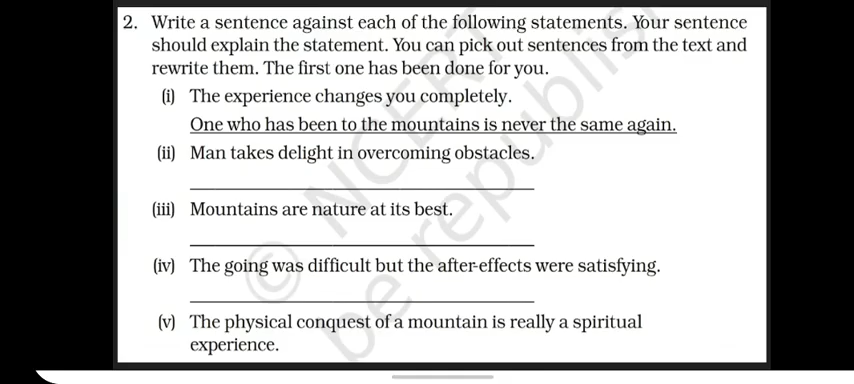 2. Write a sentence against each of the following statements. Your sentence
should explain the statement. You can pick out sentences from the text and
rewrite them. The first one has been done for you.
(i) The experience changes you completely.
One who has been to the mountains is never the same again.
(ii) Man takes delight in overcoming obstacles.
(iii) Mountains are nature at its best.
(iv) The going was difficult but the after-effects were satisfying.
(v) The physical conquest of a mountain is really a spiritual
experience.
© NCERT
be republis